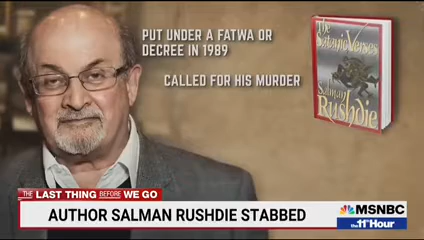 PUT UNDER A FATWA OR
DECREE IN 1989
CALLED FOR HIS MURDER
The
Satanic Verses
Salman
Rushdie
THE LAST THING BEFORE WE GO
AUTHOR SALMAN RUSHDIE STABBED
MSNBC
the 11th Hour